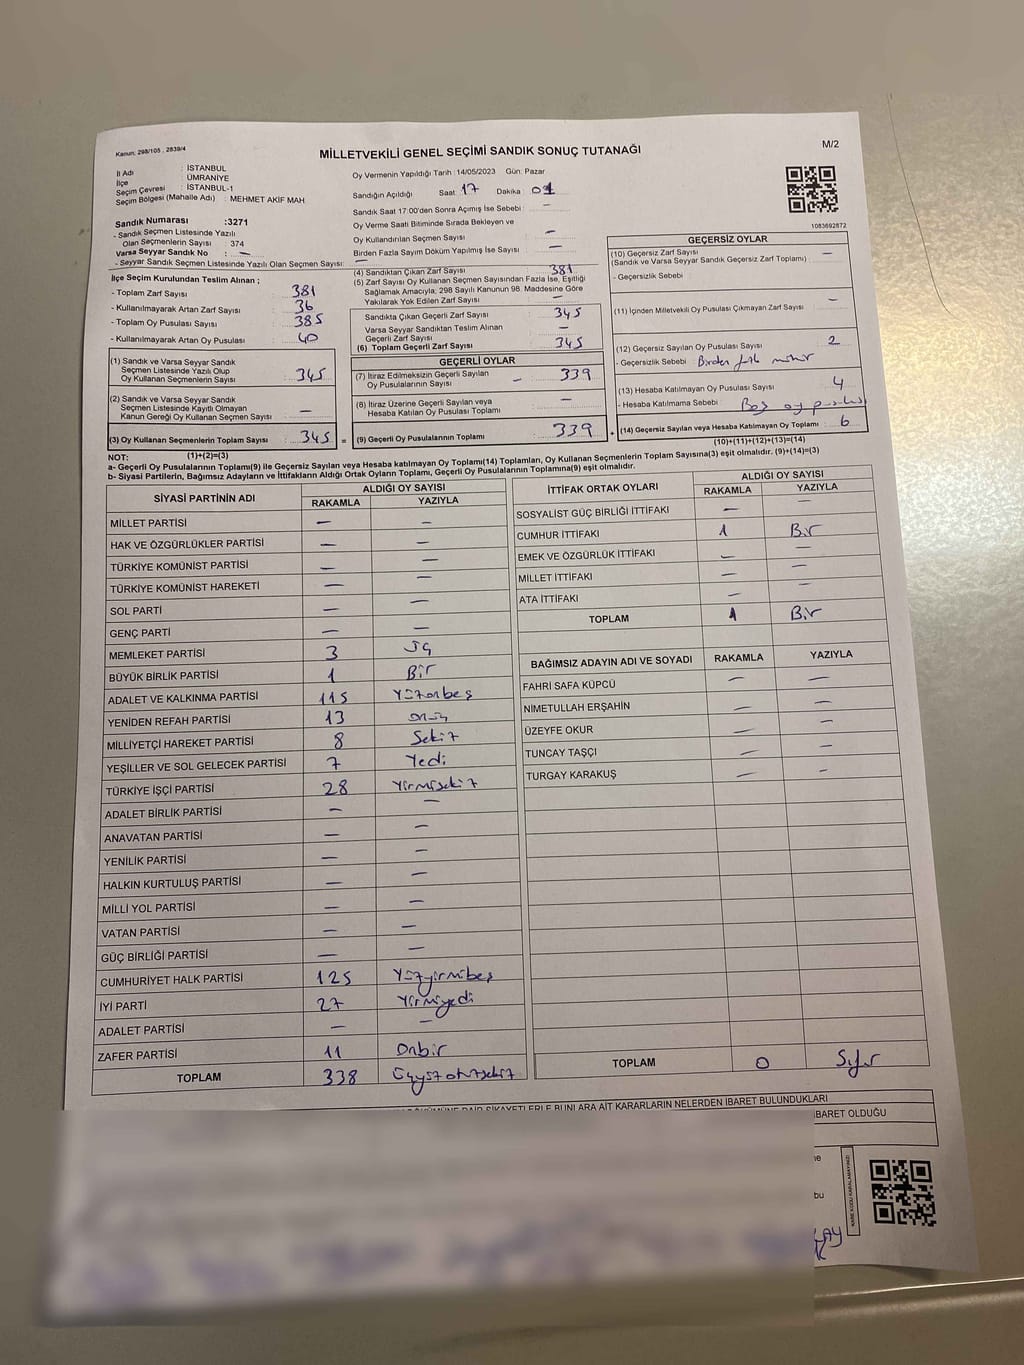 Kanun: 298/105 , 2839/4
MİLLETVEKİLİ GENEL SEÇİMİ SANDIK SONUÇ TUTANAĞI
M/2
İl Adı : İSTANBUL
İlçe : ÜMRANİYE
Seçim Çevresi : İSTANBUL-1
Seçim Bölgesi (Mahalle Adı) : MEHMET AKİF MAH
Sandık Numarası :3271
- Sandık Seçmen Listesinde Yazılı
Olan Seçmenlerin Sayısı : 374
Varsa Seyyar Sandık No : —
- Seyyar Sandık Seçmen Listesinde Yazılı Olan Seçmen Sayısı: —
Oy Vermenin Yapıldığı Tarih :14/05/2023 Gün: Pazar
Sandığın Açıldığı Saat: 17 Dakika 01
Sandık Saat 17:00'den Sonra Açımış İse Sebebi : —
Oy Verme Saati Bitiminde Sırada Bekleyen ve
Oy Kullandırılan Seçmen Sayısı —
Birden Fazla Sayım Döküm Yapılmış İse Sayısı —
1083692872
İlçe Seçim Kurulundan Teslim Alınan ;
- Toplam Zarf Sayısı : 381
- Kullanılmayarak Artan Zarf Sayısı : 36
- Toplam Oy Pusulası Sayısı : 385
- Kullanılmayarak Artan Oy Pusulası : 40
(1) Sandık ve Varsa Seyyar Sandık
Seçmen Listesinde Yazılı Olup
Oy Kullanan Seçmenlerin Sayısı : 345
(2) Sandık ve Varsa Seyyar Sandık
Seçmen Listesinde Kayıtlı Olmayan
Kanun Gereği Oy Kullanan Seçmen Sayısı : —
(3) Oy Kullanan Seçmenlerin Toplam Sayısı : 345 =
(1)+(2)=(3)
(4) Sandıktan Çıkan Zarf Sayısı 381
(5) Zarf Sayısı Oy Kullanan Seçmen Sayısından Fazla İse, Eşitliği
Sağlamak Amacıyla, 298 Sayılı Kanunun 98. Maddesine Göre
Yakılarak Yok Edilen Zarf Sayısı —
Sandıkta Çıkan Geçerli Zarf Sayısı : 345
Varsa Seyyar Sandıktan Teslim Alınan
Geçerli Zarf Sayısı : —
(6) Toplam Geçerli Zarf Sayısı : 345
GEÇERLİ OYLAR
(7) İtiraz Edilmeksizin Geçerli Sayılan
Oy Pusulalarının Sayısı — 339
(8) İtiraz Üzerine Geçerli Sayılan veya
Hesaba Katılan Oy Pusulası Toplamı —
(9) Geçerli Oy Pusulalarının Toplamı 339 +
GEÇERSİZ OYLAR
(10) Geçersiz Zarf Sayısı
(Sandık ve Varsa Seyyar Sandık Geçersiz Zarf Toplamı) : —
- Geçersizlik Sebebi
(11) İçinden Milletvekili Oy Pusulası Çıkmayan Zarf Sayısı —
(12) Geçersiz Sayılan Oy Pusulası Sayısı 2
- Geçersizlik Sebebi Birden fazla mühür
(13) Hesaba Katılmayan Oy Pusulası Sayısı 4
- Hesaba Katılmama Sebebi Boş oy pusulası
(14) Geçersiz Sayılan veya Hesaba Katılmayan Oy Toplamı : 6
(10)+(11)+(12)+(13)=(14)
NOT:
a- Geçerli Oy Pusulalarının Toplamı(9) ile Geçersiz Sayılan veya Hesaba katılmayan Oy Toplamı(14) Toplamları, Oy Kullanan Seçmenlerin Toplam Sayısına(3) eşit olmalıdır. (9)+(14)=(3)
b- Siyasi Partilerin, Bağımsız Adayların ve İttifakların Aldığı Ortak Oyların Toplamı, Geçerli Oy Pusulalarının Toplamına(9) eşit olmalıdır.
SİYASİ PARTİNİN ADI ALDIĞI OY SAYISI
RAKAMLA YAZIYLA
MİLLET PARTİSİ — —
HAK VE ÖZGÜRLÜKLER PARTİSİ — —
TÜRKİYE KOMÜNİST PARTİSİ — —
TÜRKİYE KOMÜNİST HAREKETİ — —
SOL PARTİ — —
GENÇ PARTİ — —
MEMLEKET PARTİSİ 3 üç
BÜYÜK BİRLİK PARTİSİ 1 Bir
ADALET VE KALKINMA PARTİSİ 115 Yüzonbeş
YENİDEN REFAH PARTİSİ 13 onüç
MİLLİYETÇİ HAREKET PARTİSİ 8 Sekiz
YEŞİLLER VE SOL GELECEK PARTİSİ 7 Yedi
TÜRKİYE İŞÇİ PARTİSİ 28 Yirmisekiz
ADALET BİRLİK PARTİSİ — —
ANAVATAN PARTİSİ — —
YENİLİK PARTİSİ — —
HALKIN KURTULUŞ PARTİSİ — —
MİLLİ YOL PARTİSİ — —
VATAN PARTİSİ — —
GÜÇ BİRLİĞİ PARTİSİ — —
CUMHURİYET HALK PARTİSİ 125 Yüzyirmibeş
İYİ PARTİ 27 Yirmiyedi
ADALET PARTİSİ — —
ZAFER PARTİSİ 11 Onbir
TOPLAM 338 Üçyüzotuzsekiz
İTTİFAK ORTAK OYLARI ALDIĞI OY SAYISI
RAKAMLA YAZIYLA
SOSYALİST GÜÇ BİRLİĞİ İTTİFAKI — —
CUMHUR İTTİFAKI 1 Bir
EMEK VE ÖZGÜRLÜK İTTİFAKI — —
MİLLET İTTİFAKI — —
ATA İTTİFAKI — —
TOPLAM 1 Bir
BAĞIMSIZ ADAYIN ADI VE SOYADI RAKAMLA YAZIYLA
FAHRİ SAFA KÜPCÜ — —
NİMETULLAH ERŞAHİN — —
ÜZEYFE OKUR — —
TUNCAY TAŞÇI — —
TURGAY KARAKUŞ — —
TOPLAM 0 Sıfır
DAİR ŞİKAYETLERLE BUNLARA AİT KARARLARIN NELERDEN İBARET BULUNDUKLARI
İBARET OLDUĞU
bu
KARE KODU KARALAMAYINIZ!